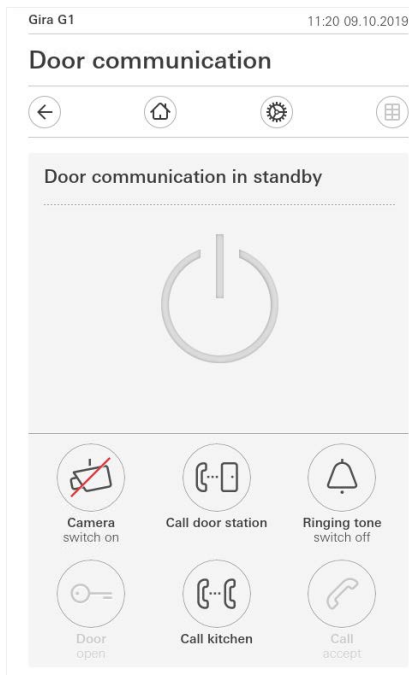 Gira G1 11:20 09.10.2019
Door communication
Door communication in standby
Camera Call door station Ringing tone
switch on switch off
Door Call kitchen Call
open accept